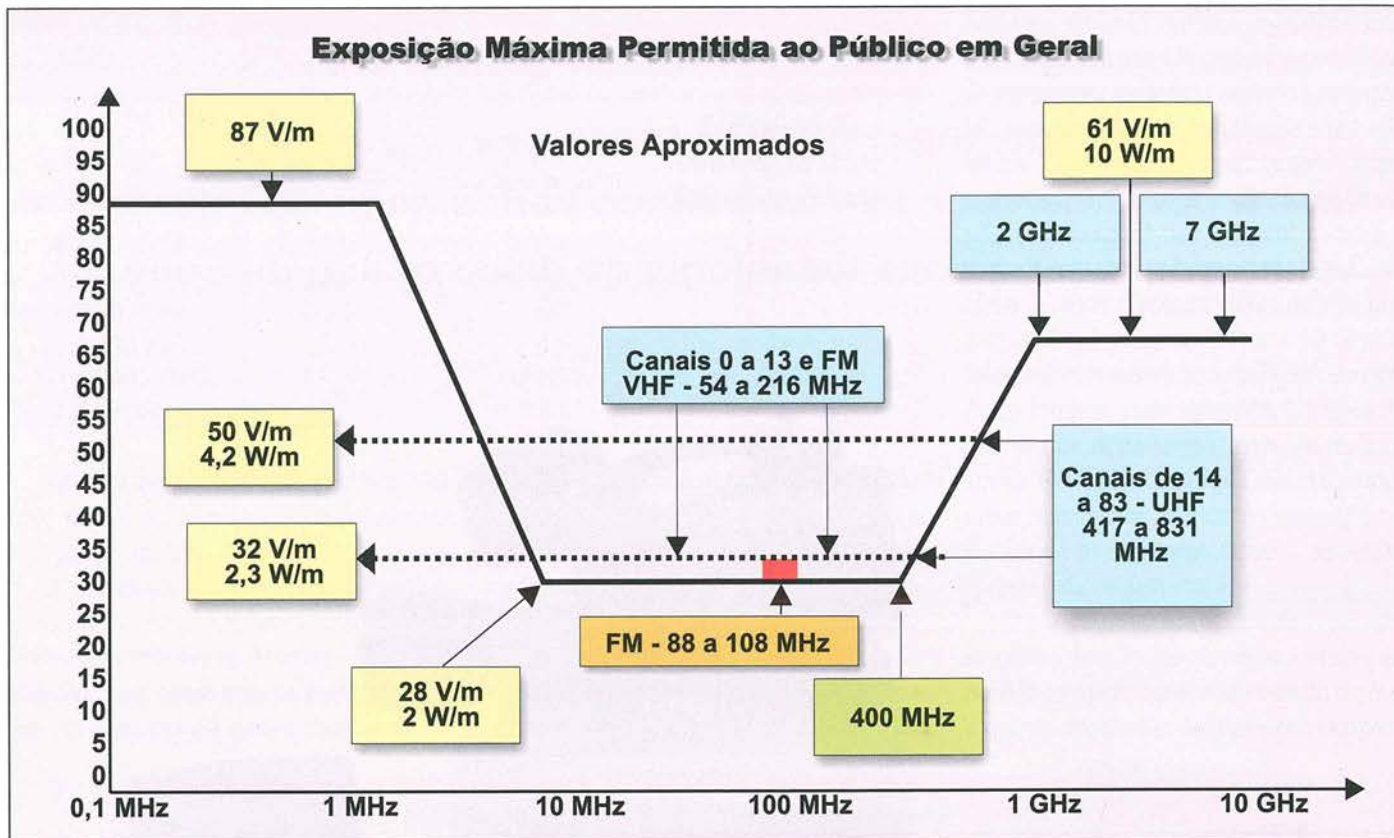 Exposição Máxima Permitida ao Público em Geral
Valores Aproximados
100
95
90
85
80
75
70
65
60
55
50
45
40
35
30
25
20
15
10
5
0
87 V/m
61 V/m
10 W/m
2 GHz
7 GHz
Canais 0 a 13 e FM
VHF - 54 a 216 MHz
50 V/m
4,2 W/m
Canais de 14
a 83 - UHF
417 a 831
MHz
32 V/m
2,3 W/m
FM - 88 a 108 MHz
28 V/m
2 W/m
400 MHz
0,1 MHz
1 MHz
10 MHz
100 MHz
1 GHz
10 GHz